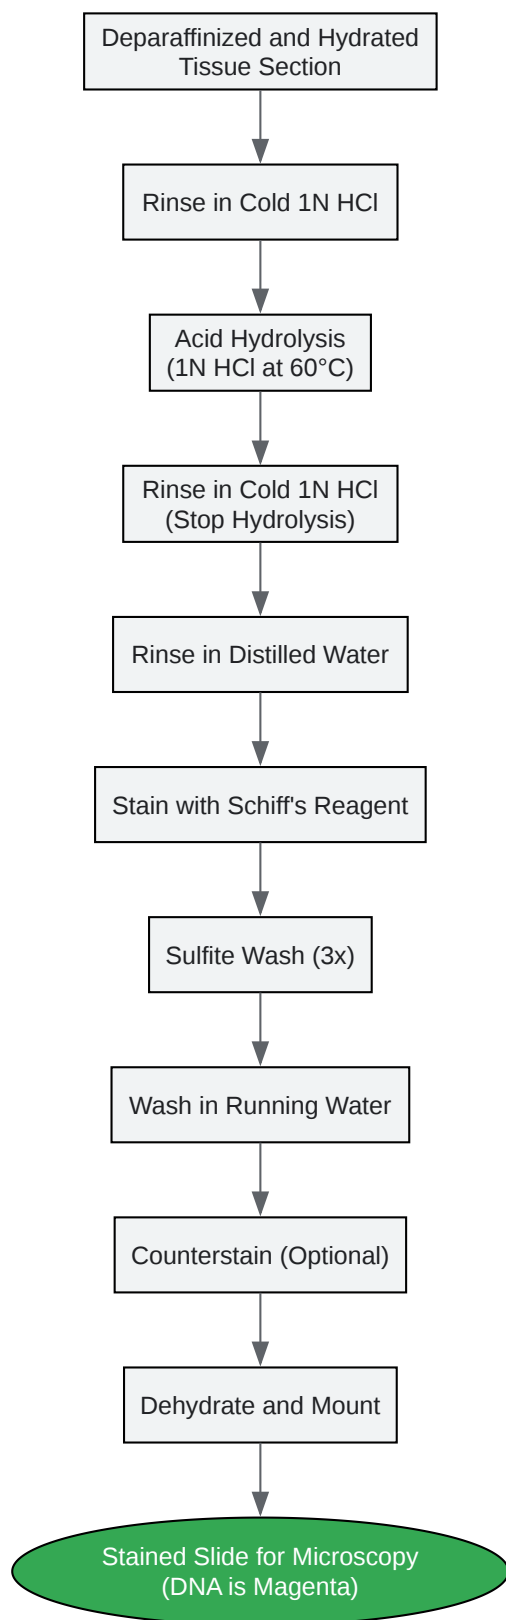 Deparaffinized and Hydrated
Tissue Section
Rinse in Cold 1N HCl
Acid Hydrolysis
(1N HCl at 60°C)
Rinse in Cold 1N HCl
(Stop Hydrolysis)
Rinse in Distilled Water
Stain with Schiff's Reagent
Sulfite Wash (3x)
Wash in Running Water
Counterstain (Optional)
Dehydrate and Mount
Stained Slide for Microscopy
(DNA is Magenta)